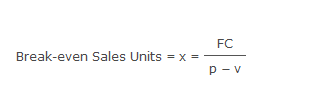 FC
Break-even Sales Units = x =
p – v